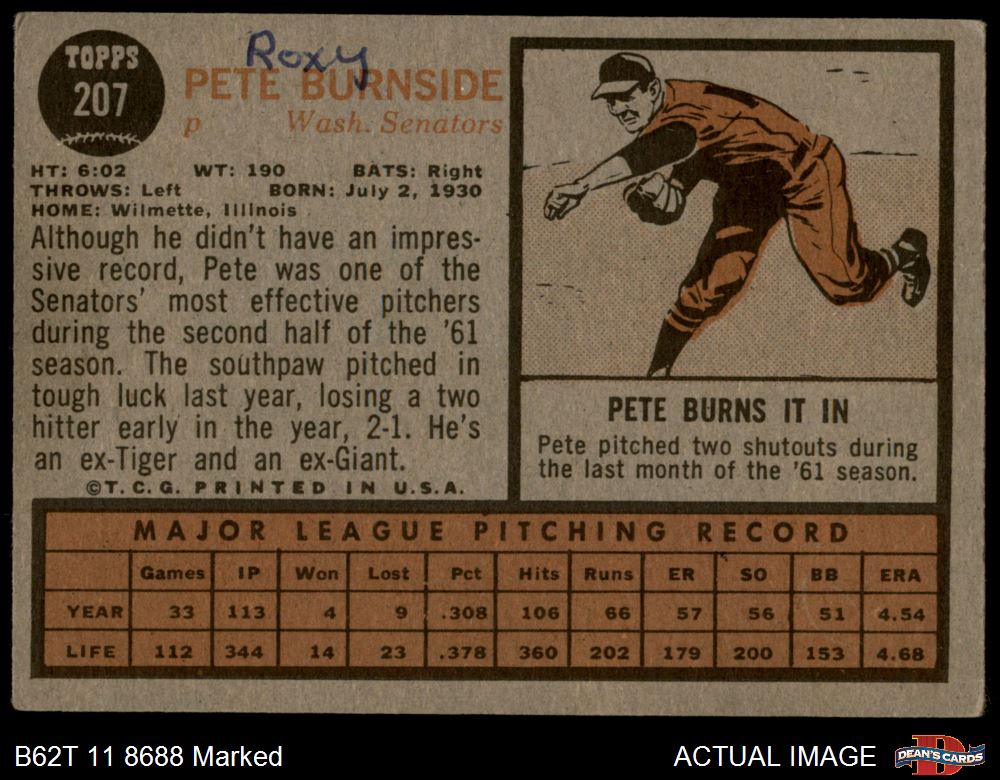 TOPPS
207
Roxy
PETE BURNSIDE
p Wash. Senators
HT: 6:02 WT: 190 BATS: Right
THROWS: Left BORN: July 2, 1930
HOME: Wilmette, Illinois
Although he didn't have an impres-
sive record, Pete was one of the
Senators' most effective pitchers
during the second half of the '61
season. The southpaw pitched in
tough luck last year, losing a two
hitter early in the year, 2-1. He's
an ex-Tiger and an ex-Giant.
©T.C.G. PRINTED IN U.S.A.
PETE BURNS IT IN
Pete pitched two shutouts during
the last month of the '61 season.
MAJOR LEAGUE PITCHING RECORD
Games IP Won Lost Pct Hits Runs ER SO BB ERA
YEAR 33 113 4 9 .308 106 66 57 56 51 4.54
LIFE 112 344 14 23 .378 360 202 179 200 153 4.68
B62T 11 8688 Marked
ACTUAL IMAGE
DEAN'S CARDS